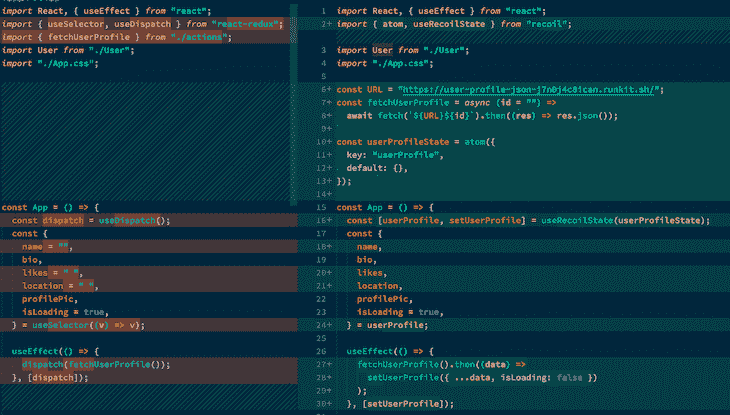 import React, { useEffect } from "react";
import { useSelector, useDispatch } from "react-redux";
import { fetchUserProfile } from "./actions";
import User from "./User";
import "./App.css";
const App = () => {
const dispatch = useDispatch();
const {
name = "",
bio,
likes = " ",
location = " ",
profilePic,
isLoading = true,
} = useSelector((v) => v);
useEffect(() => {
dispatch(fetchUserProfile());
}, [dispatch]);
1 import React, { useEffect } from "react";
2+ import { atom, useRecoilState } from "recoil";
3 import User from "./User";
4 import "./App.css";
5
6+ const URL = "https://user-profile-json-j7n0j4c8ican.runkit.sh/";
7+ const fetchUserProfile = async (id = "") =>
8+ await fetch(`${URL}${id}`).then((res) => res.json());
9+
10+ const userProfileState = atom({
11+ key: "userProfile",
12+ default: {},
13+ });
14+
15 const App = () => {
16+ const [userProfile, setUserProfile] = useRecoilState(userProfileState);
17 const {
18+ name,
19 bio,
20+ likes,
21+ location,
22 profilePic,
23 isLoading = true,
24+ } = userProfile;
25
26 useEffect(() => {
27+ fetchUserProfile().then((data) =>
28+ setUserProfile({ ...data, isLoading: false })
29+ );
30+ }, [setUserProfile]);